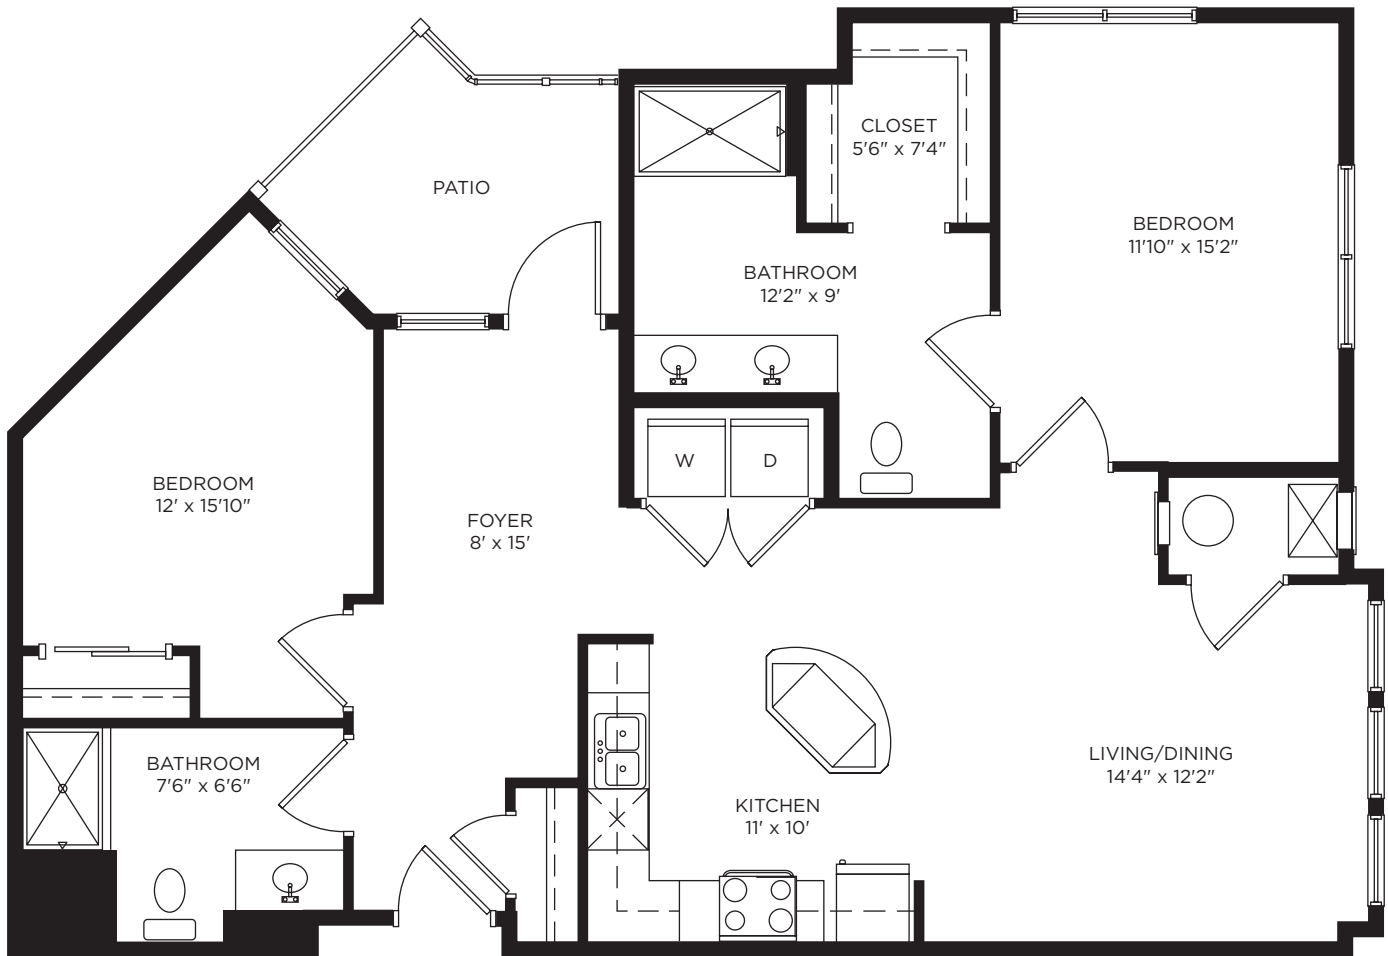 CLOSET
5'6" x 7'4"
PATIO
BEDROOM
11'10" x 15'2"
BATHROOM
12'2" x 9'
W
D
BEDROOM
12' x 15'10"
FOYER
8' x 15'
BATHROOM
7'6" x 6'6"
LIVING/DINING
14'4" x 12'2"
KITCHEN
11' x 10'